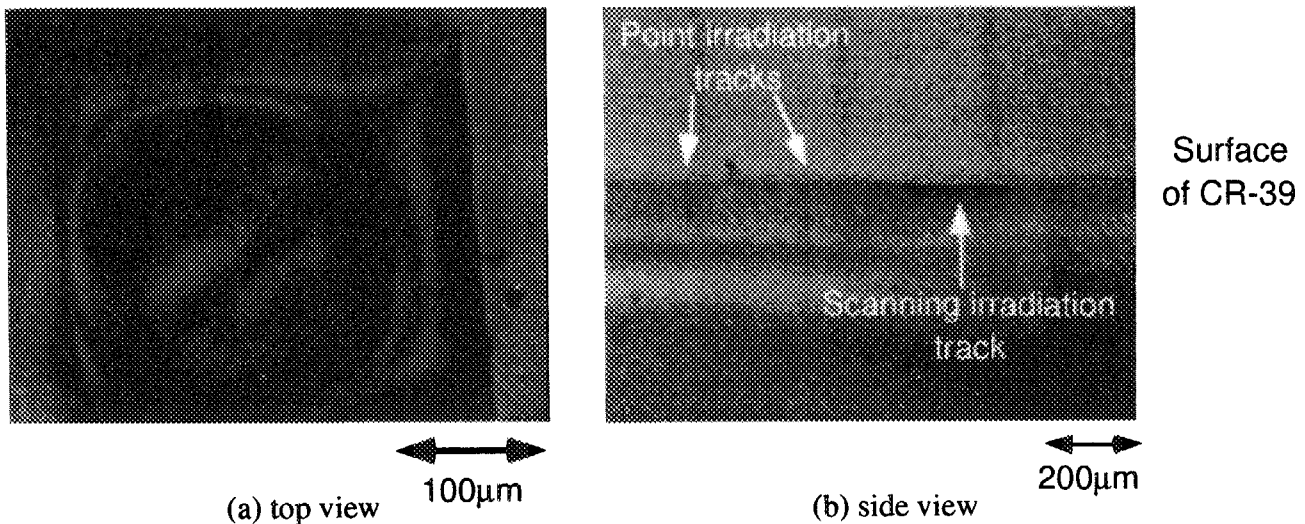 Point irradiation
tracks
Surface
of CR-39
Scanning irradiation
track
100μm
200μm
(a) top view
(b) side view